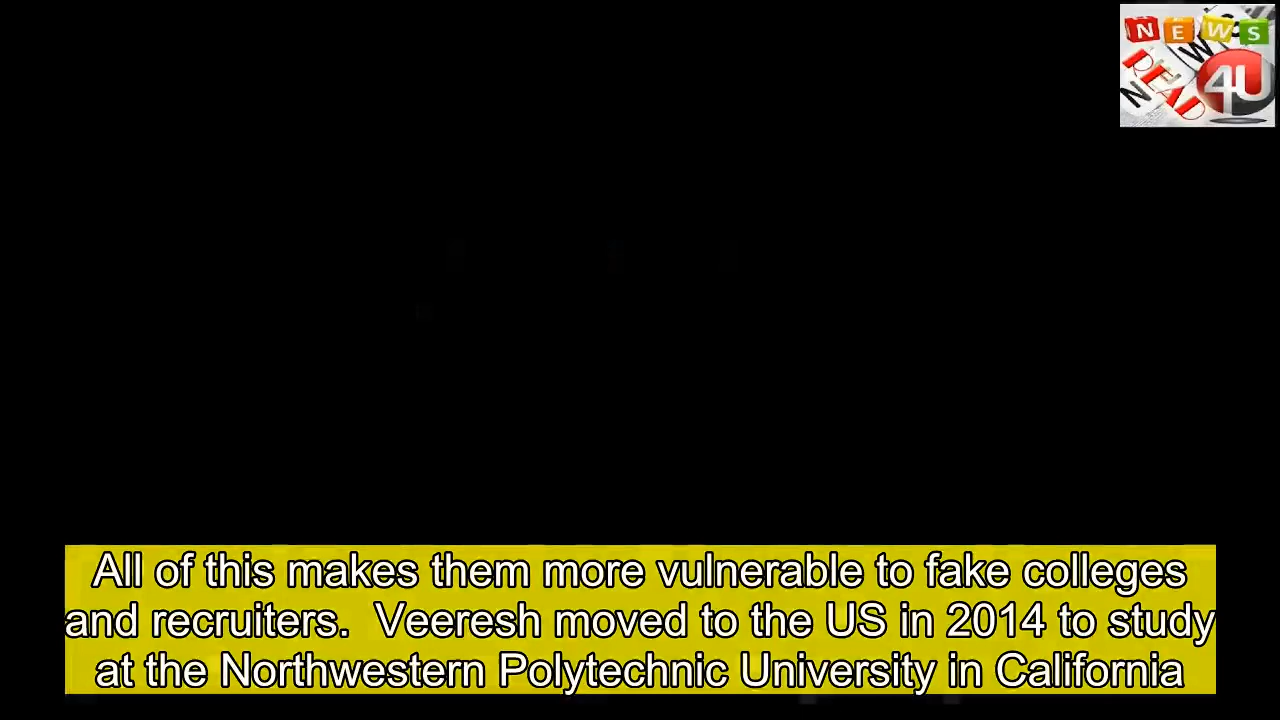 NEWS
READ
N
W
4U
All of this makes them more vulnerable to fake colleges
and recruiters.  Veeresh moved to the US in 2014 to study
at the Northwestern Polytechnic University in California